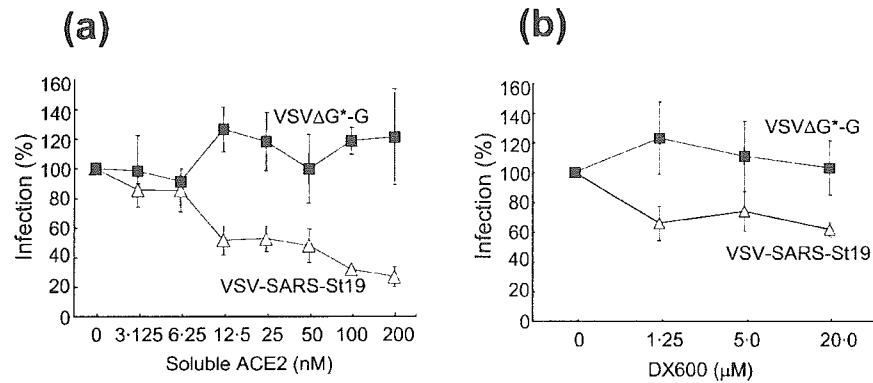 (a)
160
140
120
100
80
60
40
20
0
Infection (%)
VSVΔG*-G
VSV-SARS-St19
0 3·125 6·25 12·5 25 50 100 200
Soluble ACE2 (nM)
(b)
160
140
120
100
80
60
40
20
0
Infection (%)
VSVΔG*-G
VSV-SARS-St19
0 1·25 5·0 20·0
DX600 (μM)